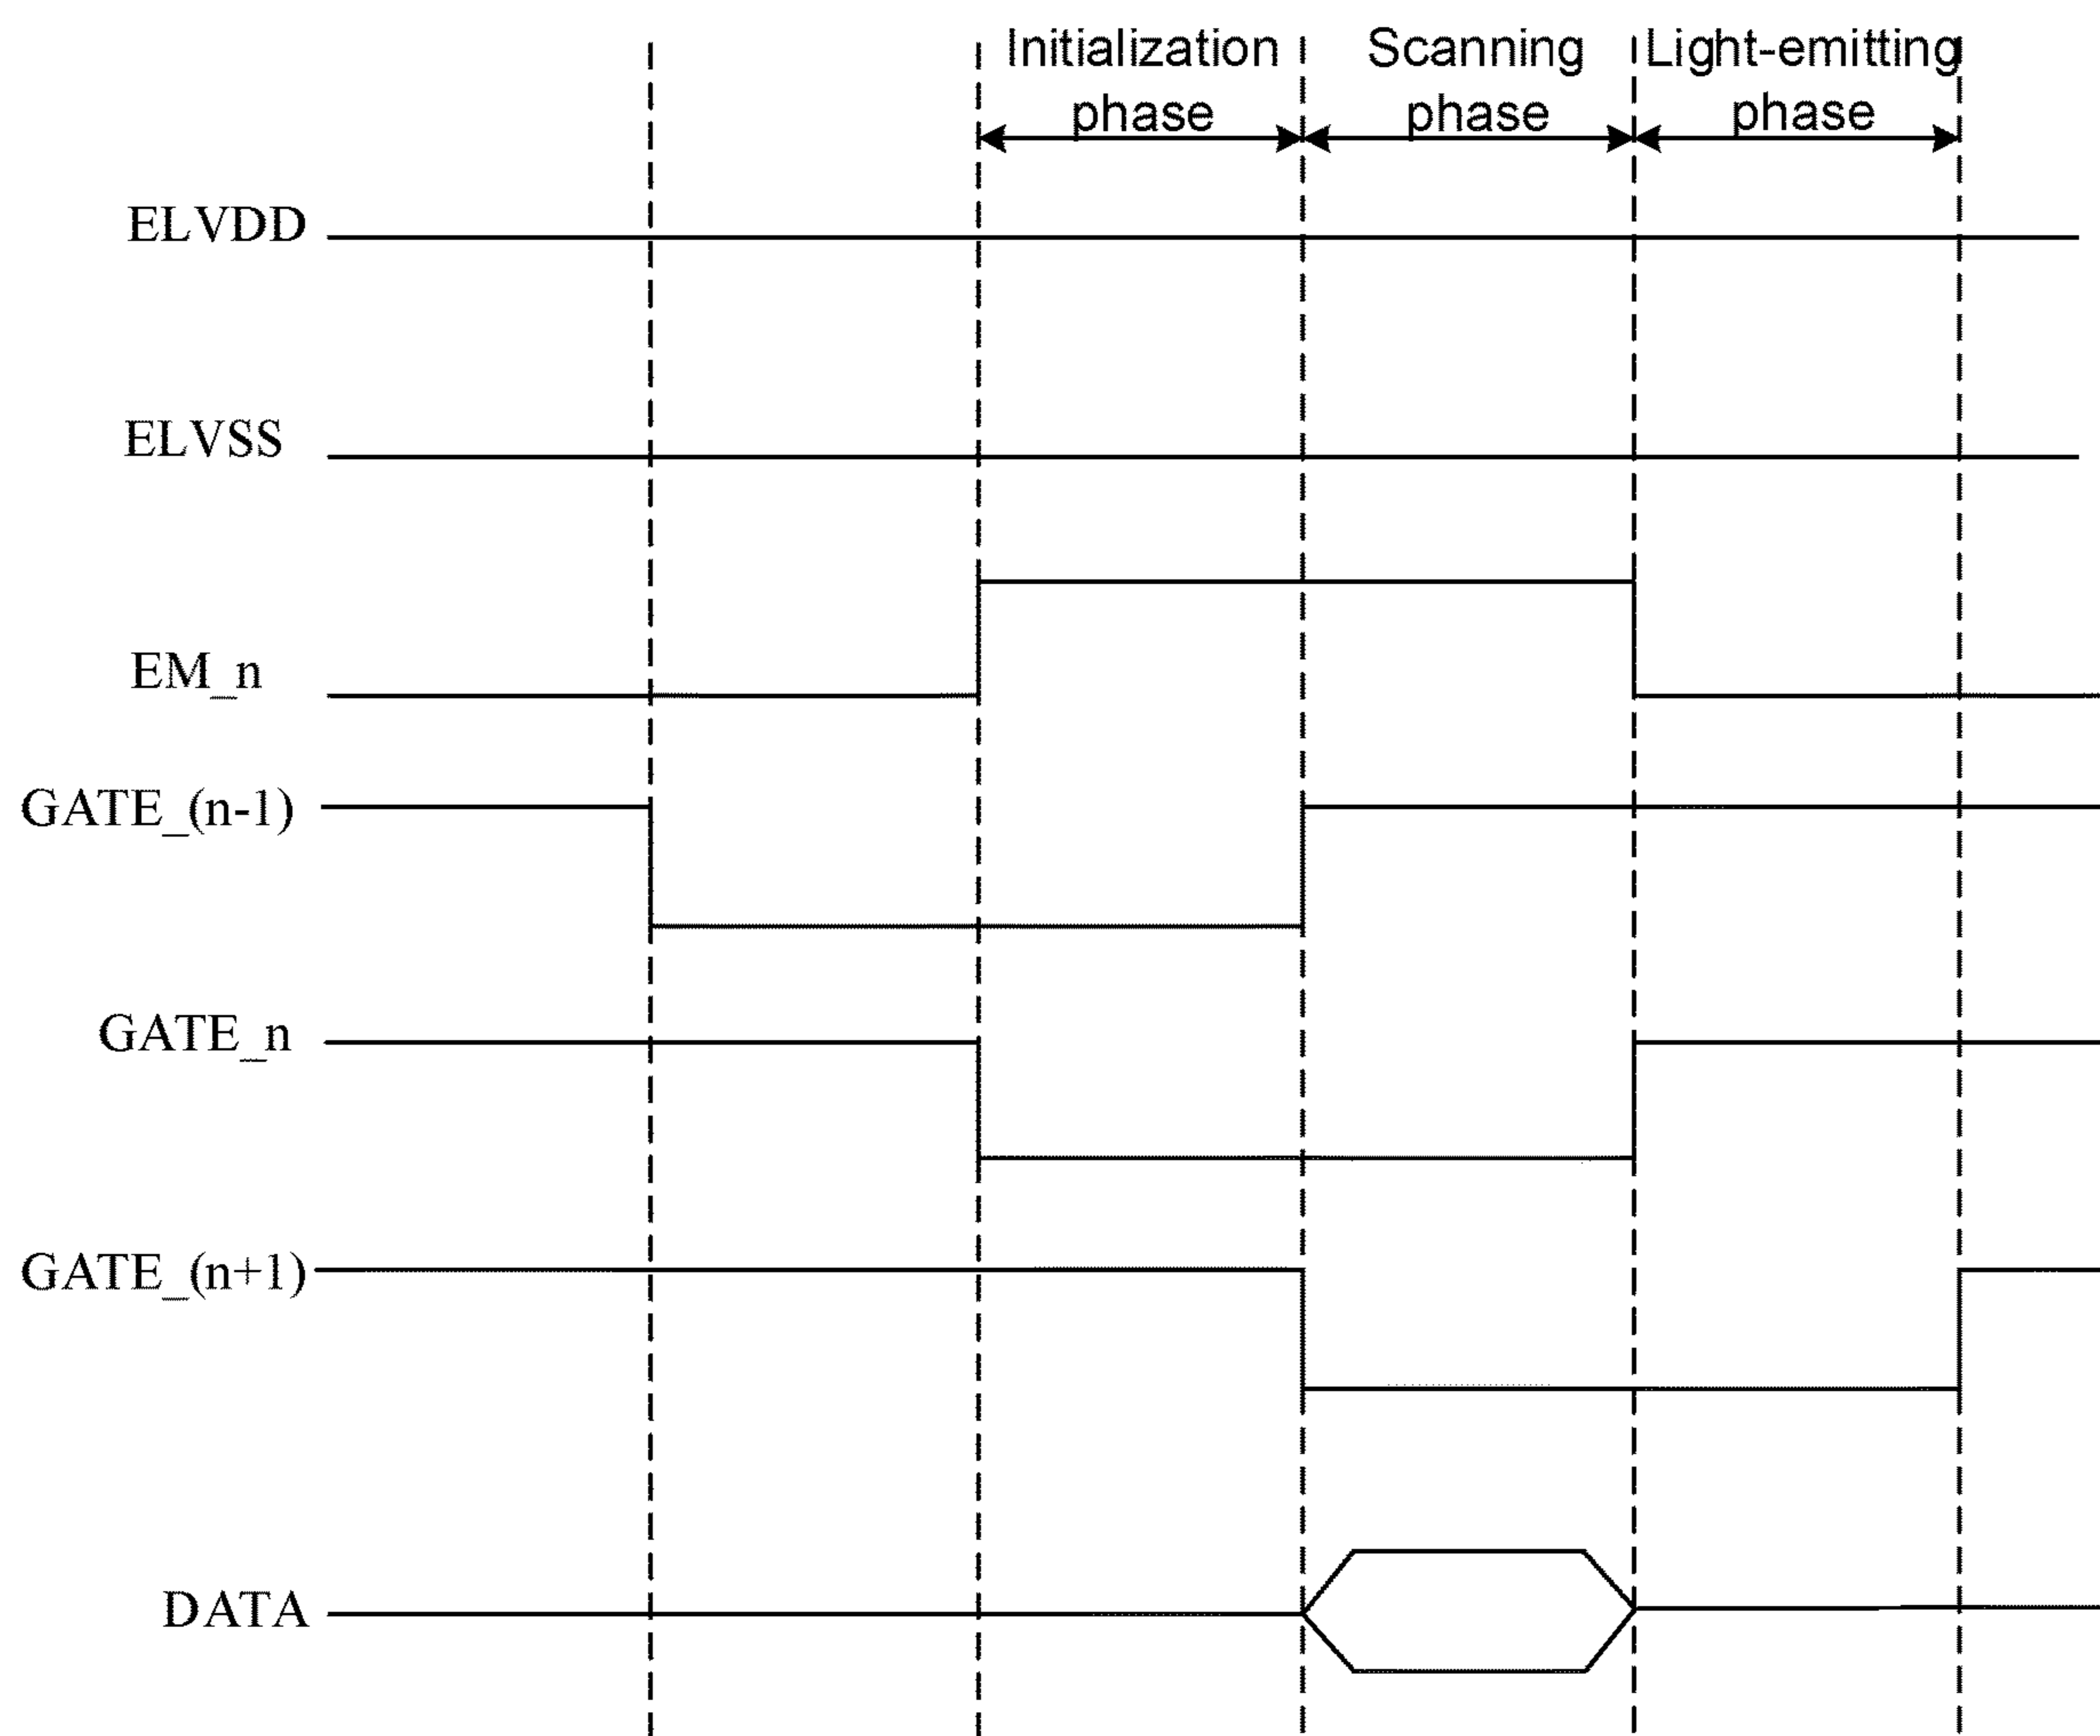 Initialization phase
Scanning phase
Light-emitting phase
ELVDD
ELVSS
EM_n
GATE_(n-1)
GATE_n
GATE_(n+1)
DATA